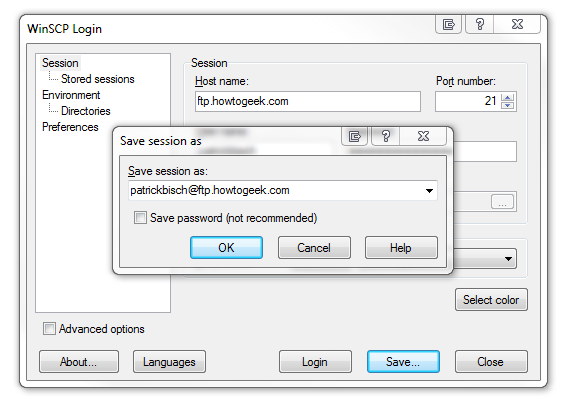 WinSCP Login
Session
Stored sessions
Environment
Directories
Preferences
Session
Host name:
Port number:
ftp.howtogeek.com
21
Save session as
Save session as:
patrickbisch@ftp.howtogeek.com
Save password (not recommended)
OK
Cancel
Help
...
Select color
Advanced options
About...
Languages
Login
Save...
Close